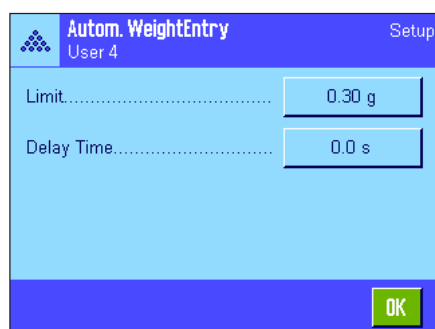 Autom. WeightEntry Setup
User 4
Limit...................................... 0.30 g
Delay Time............................. 0.0 s
OK